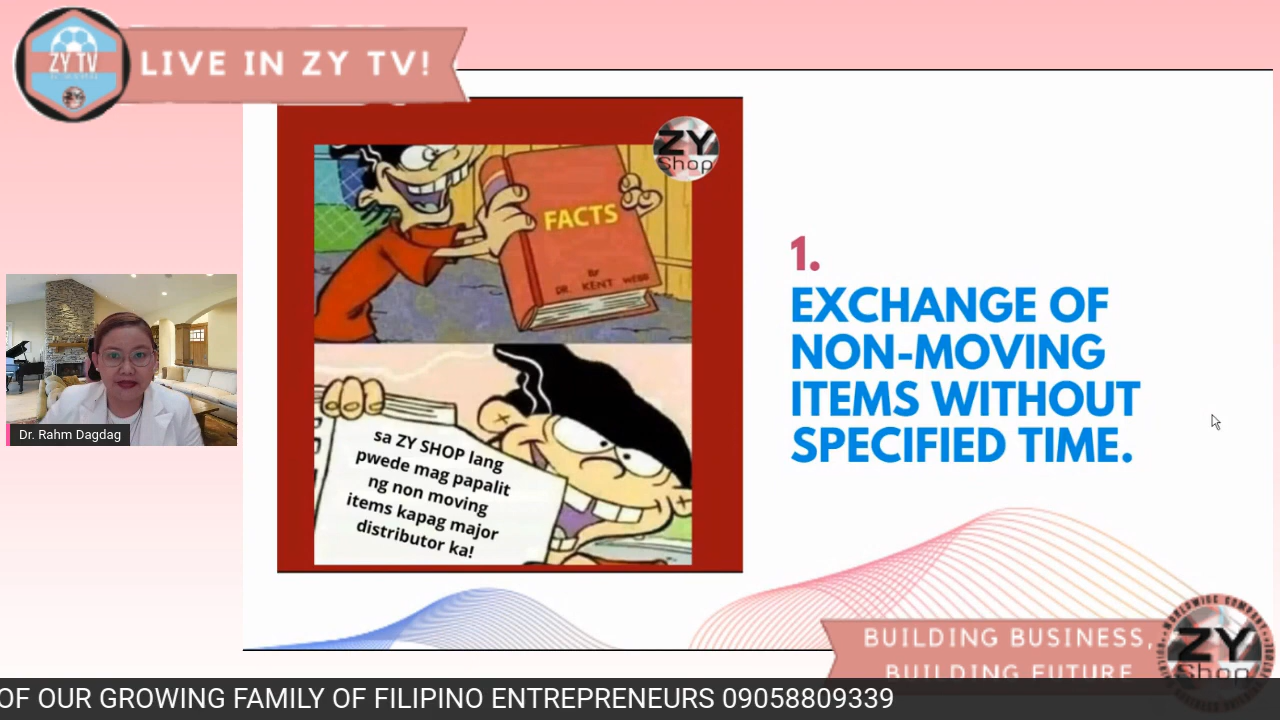 ZY TV
LIVE IN ZY TV!
ZY
Shop
FACTS
BY
DR. KENT WEBB
sa ZY SHOP lang
pwede mag papalit
ng non moving
items kapag major
distributor ka!
1.
EXCHANGE OF
NON-MOVING
ITEMS WITHOUT
SPECIFIED TIME.
Dr. Rahm Dagdag
BUILDING BUSINESS,
BUILDING FUTURE
ZY
Shop
OF OUR GROWING FAMILY OF FILIPINO ENTREPRENEURS 09058809339